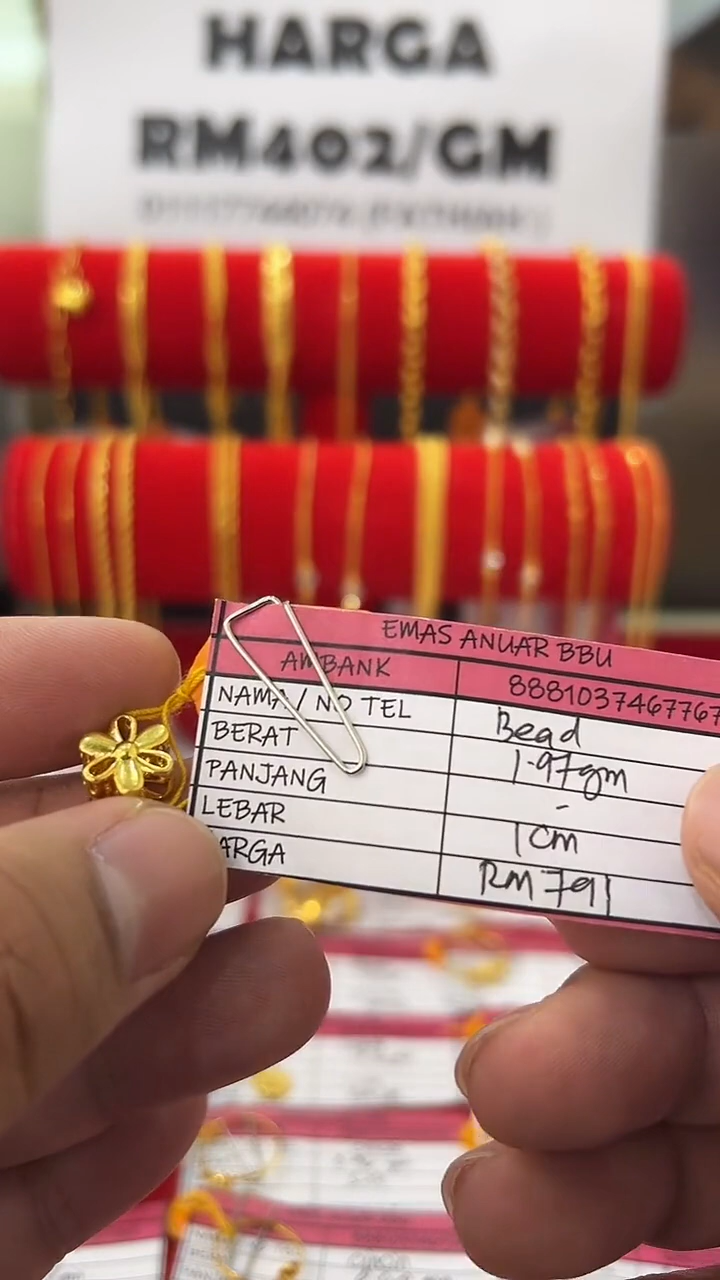 HARGA
RM402/GM
EMAS ANUAR BBU
AMBANK 8881037467767
NAMA / NO TEL Bead
BERAT 1.97gm
PANJANG -
LEBAR 1cm
ARGA RM791